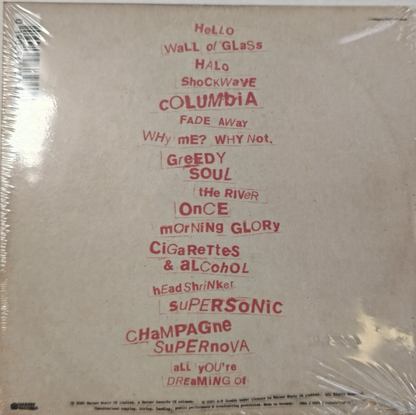 HeLLO
WaLL of GLaSs
HALo
SHocKWaVE
cOLUMbiA
FADE AWay
WHy mE? WHY Not.
GreEDY
SOUL
tHe RIVeR
OnCE
mOrNiNg GLORy
CiGaRetTeS
& aLCohOL
hEad ShriNKer
SuPERSoNiC
CHaMPAGne
SuPERnovA
aLL yOU're
DREaMiNG Of